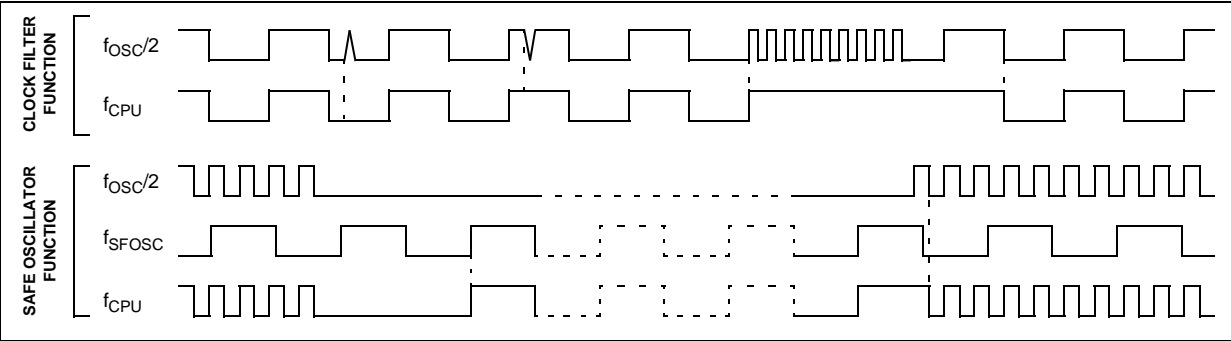 CLOCK FILTER
FUNCTION
fOSC/2
fCPU
SAFE OSCILLATOR
FUNCTION
fOSC/2
fSFOSC
fCPU